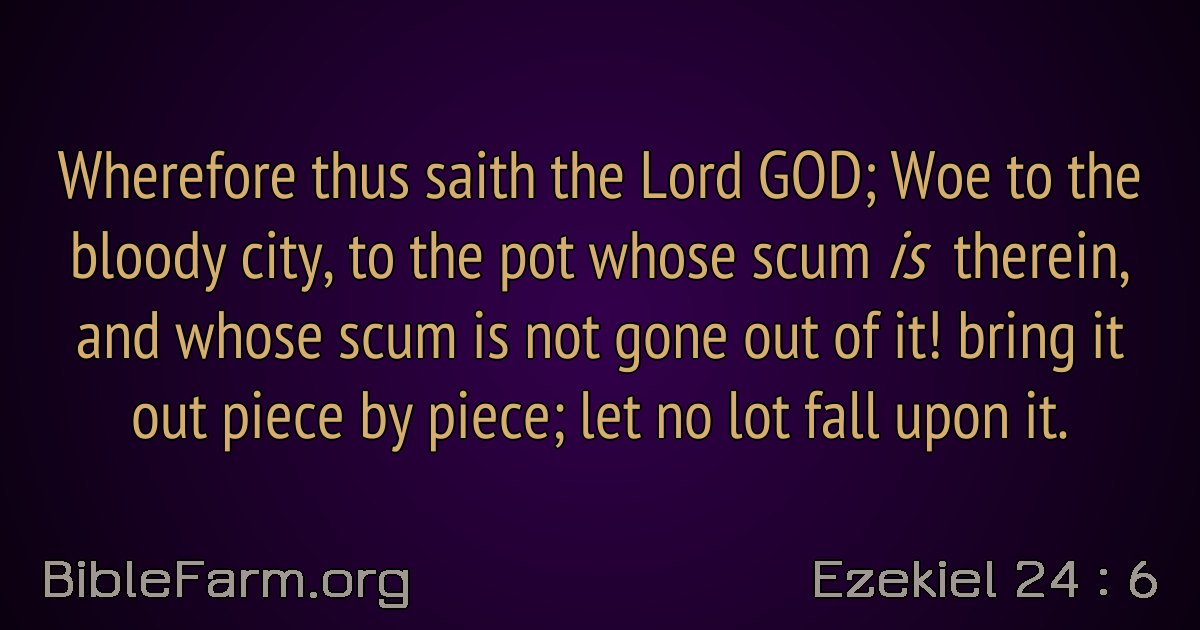 Wherefore thus saith the Lord GOD; Woe to the
bloody city, to the pot whose scum is therein,
and whose scum is not gone out of it! bring it
out piece by piece; let no lot fall upon it.
BibleFarm.org
Ezekiel 24 : 6